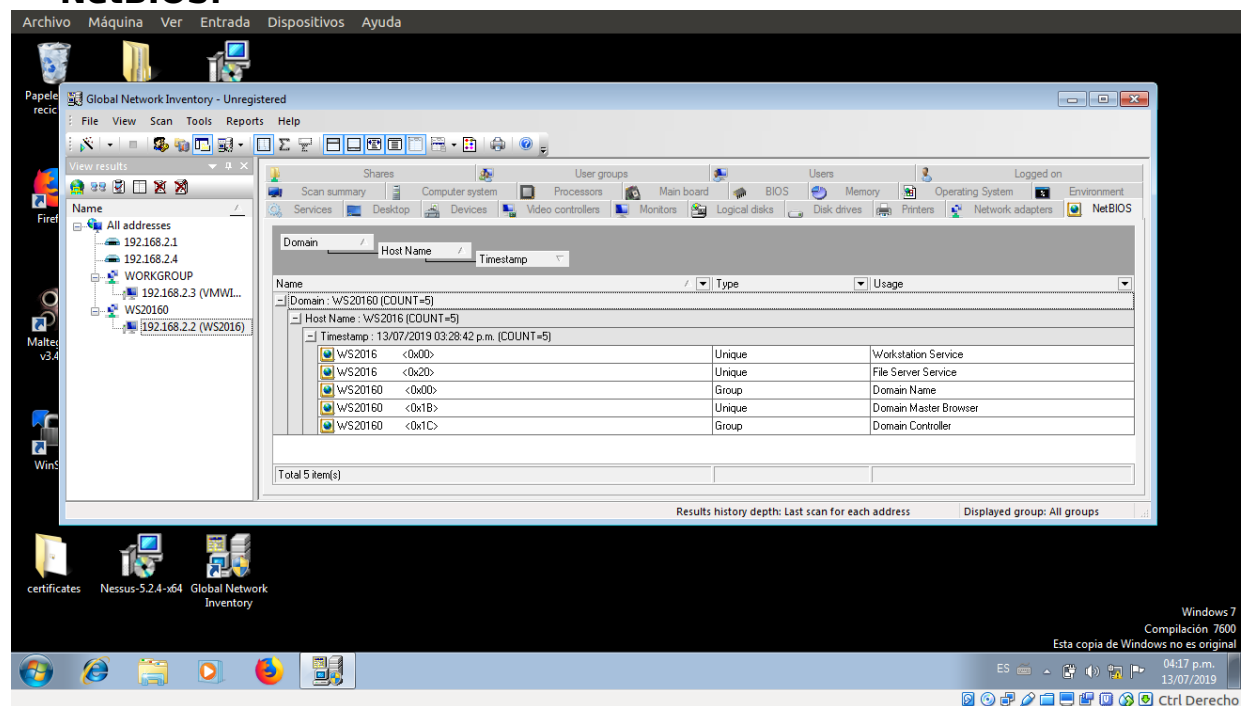 NetBIOS.
Archivo Máquina Ver Entrada Dispositivos Ayuda
Global Network Inventory - Unregistered
File View Scan Tools Reports Help
View results
Name
All addresses
192.168.2.1
192.168.2.4
WORKGROUP
192.168.2.3 (VMWI...
WS20160
192.168.2.2 (WS2016)
Shares User groups Users Logged on
Scan summary Computer system Processors Main board BIOS Memory Operating System Environment
Services Desktop Devices Video controllers Monitors Logical disks Disk drives Printers Network adapters NetBIOS
Domain
Host Name
Timestamp
Name Type Usage
Domain : WS20160 (COUNT=5)
Host Name : WS2016 (COUNT=5)
Timestamp : 13/07/2019 03:28:42 p.m. (COUNT=5)
WS2016 <0x00> Unique Workstation Service
WS2016 <0x20> Unique File Server Service
WS20160 <0x00> Group Domain Name
WS20160 <0x1B> Unique Domain Master Browser
WS20160 <0x1C> Group Domain Controller
Total 5 item(s)
Results history depth: Last scan for each address Displayed group: All groups
Papele
recic
Firef
Malteg
v3.4
WinS
certificates
Nessus-5.2.4-x64
Global Network
Inventory
Windows 7
Compilación 7600
Esta copia de Windows no es original
ES
04:17 p.m.
13/07/2019
Ctrl Derecho